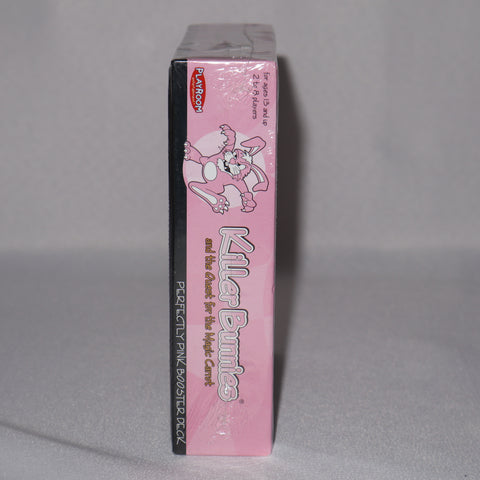 PLAYROOM
for ages 13 and up
2 to 8 players
Killer Bunnies®
and the Quest for the Magic Carrot
PERFECTLY PINK BOOSTER DECK